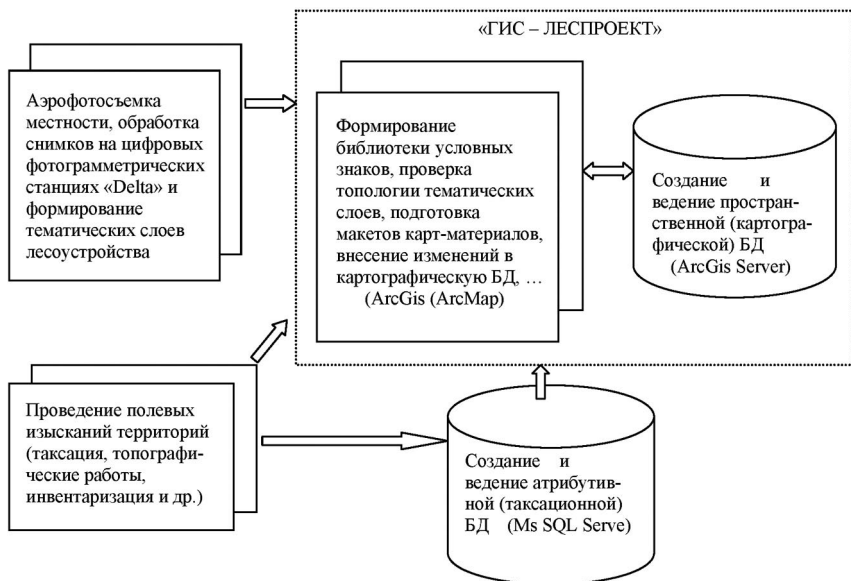 «ГИС – ЛЕСПРОЕКТ»
Аэрофотосъемка
местности, обработка
снимков на цифровых
фотограмметрических
станциях «Delta» и
формирование
тематических слоев
лесоустройства
Формирование
библиотеки условных
знаков, проверка
топологии тематических
слоев, подготовка
макетов карт-материалов,
внесение изменений в
картографическую БД, …
(ArcGis (ArcMap)
Создание и
ведение простран-
ственной (картогра-
фической) БД
(ArcGis Server)
Проведение полевых
изысканий территорий
(таксация, топографи-
ческие работы,
инвентаризация и др.)
Создание и
ведение атрибутив-
ной (таксационной)
БД (Ms SQL Serve)